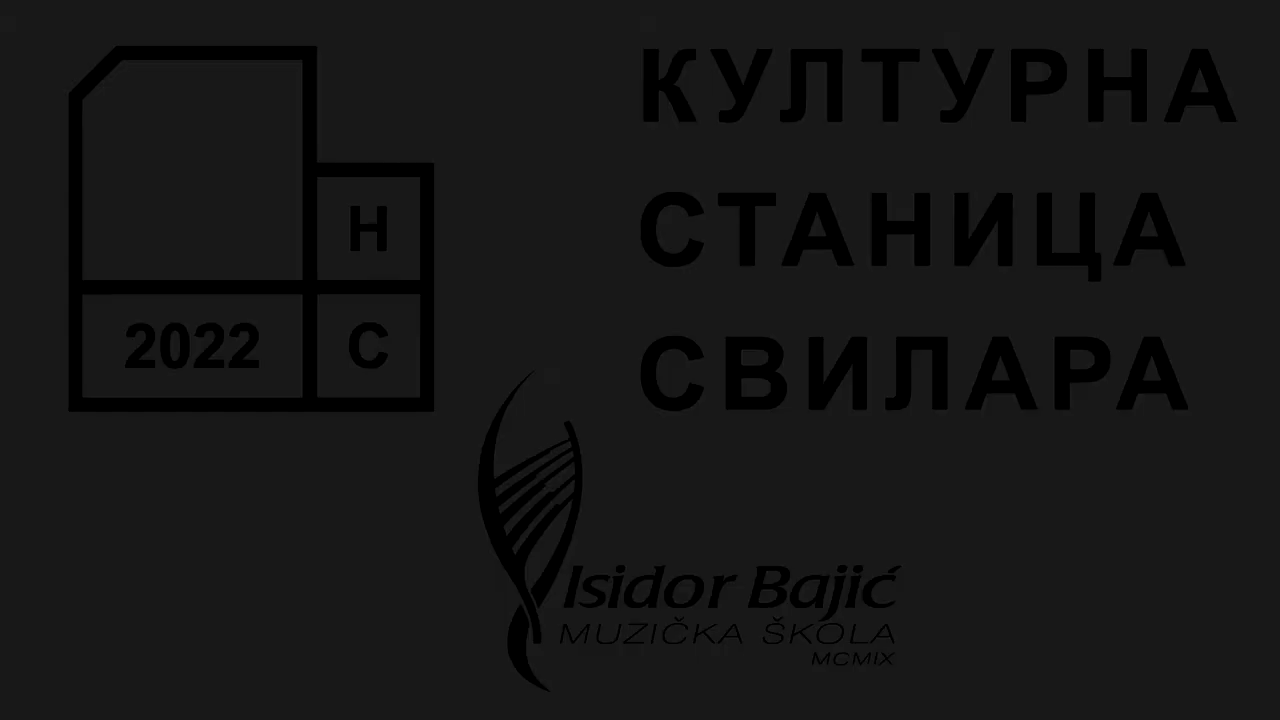 КУЛТУРНА
СТАНИЦА
СВИЛАРА
Н
2022 С
Isidor Bajić
MUZIČKA ŠKOLA
MCMIX